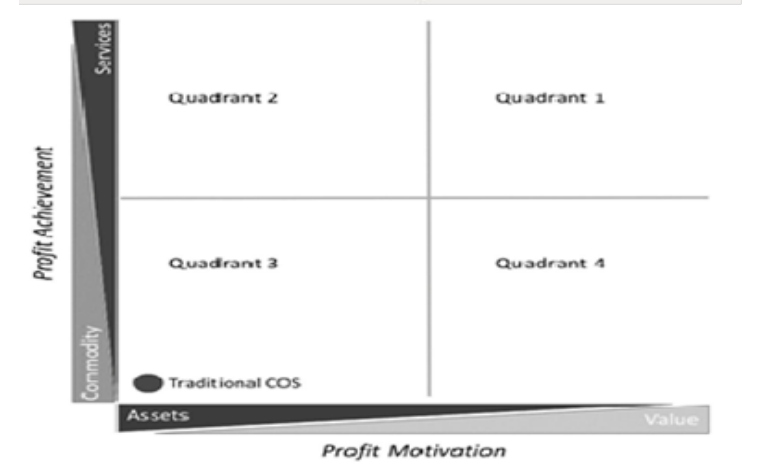 Services
Quadrant 2
Quadrant 1
Profit Achievement
Quadrant 3
Quadrant 4
Commodity
Traditional COS
Assets
Value
Profit Motivation